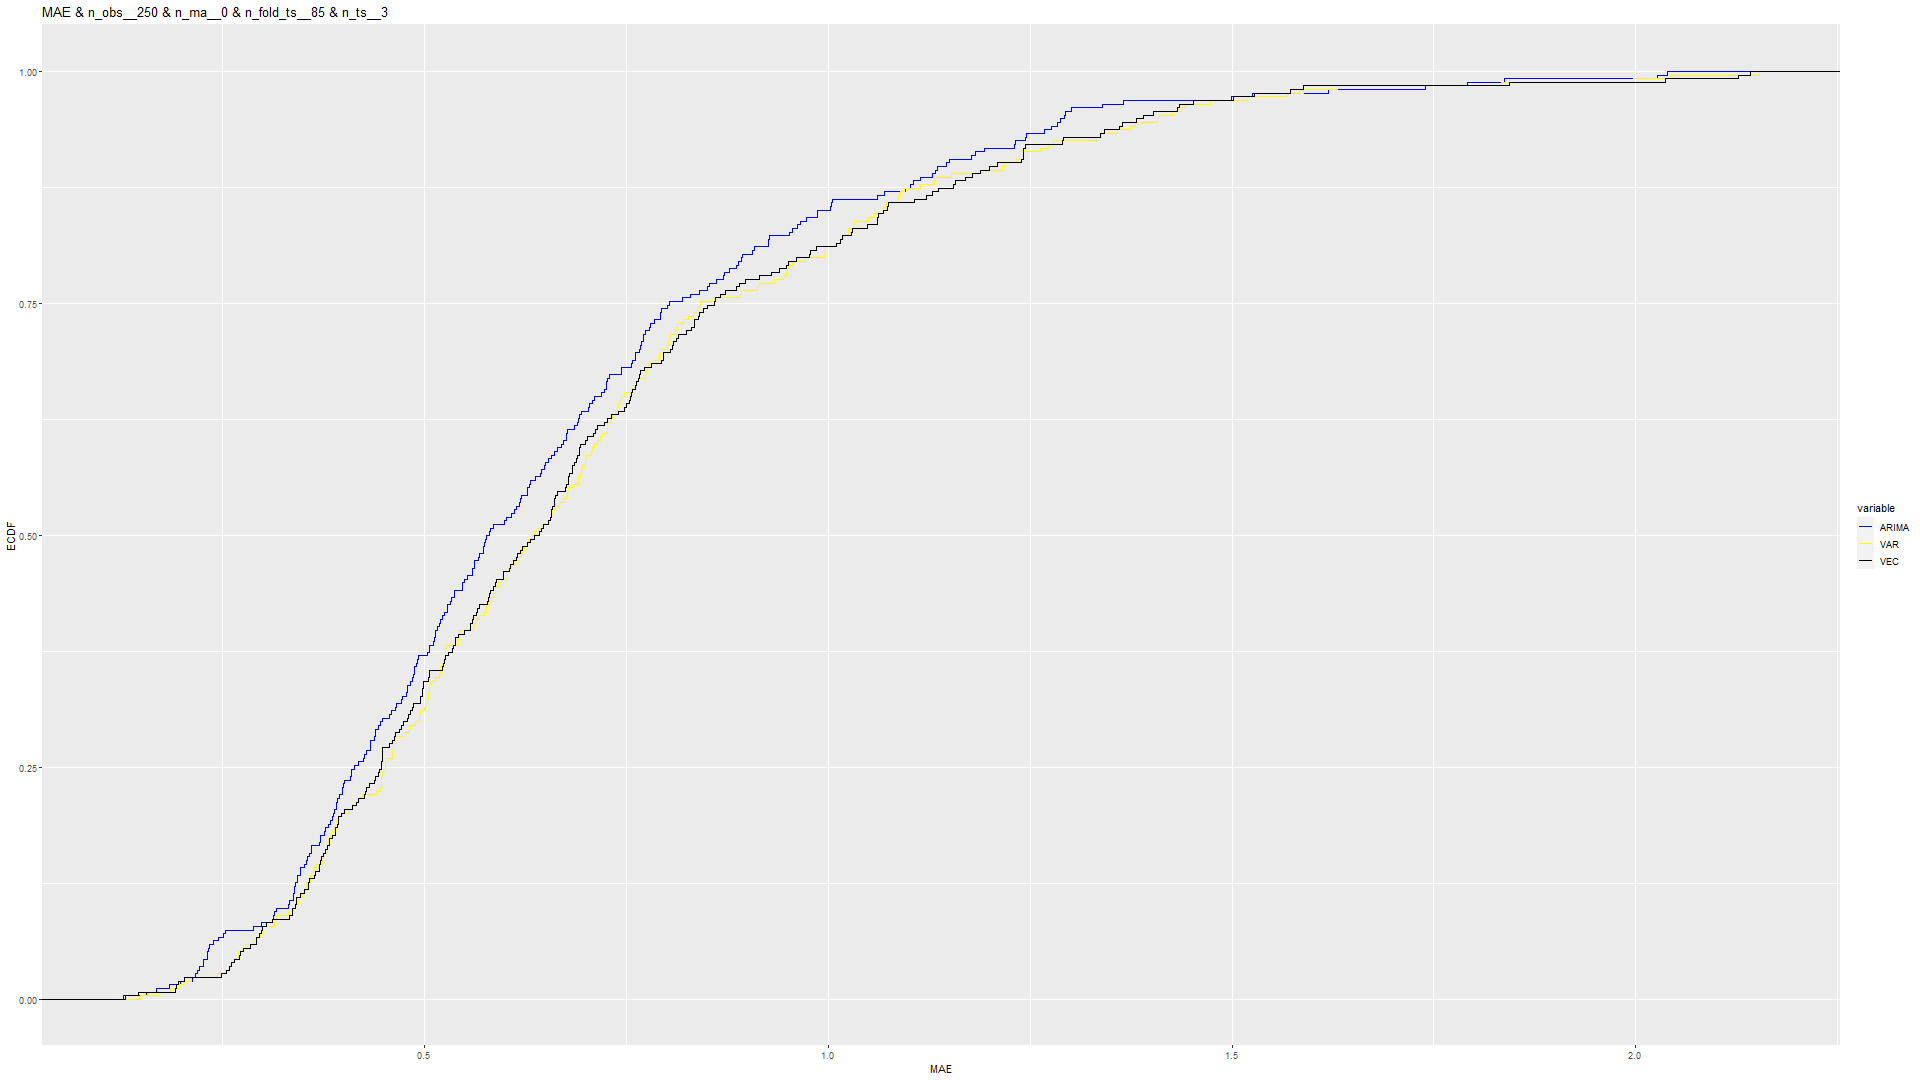 MAE & n_obs__250 & n_ma__0 & n_fold_ts__85 & n_ts__3
1.00
0.75
0.50
0.25
0.00
ECDF
0.5
1.0
1.5
2.0
MAE
variable
ARIMA
VAR
VEC